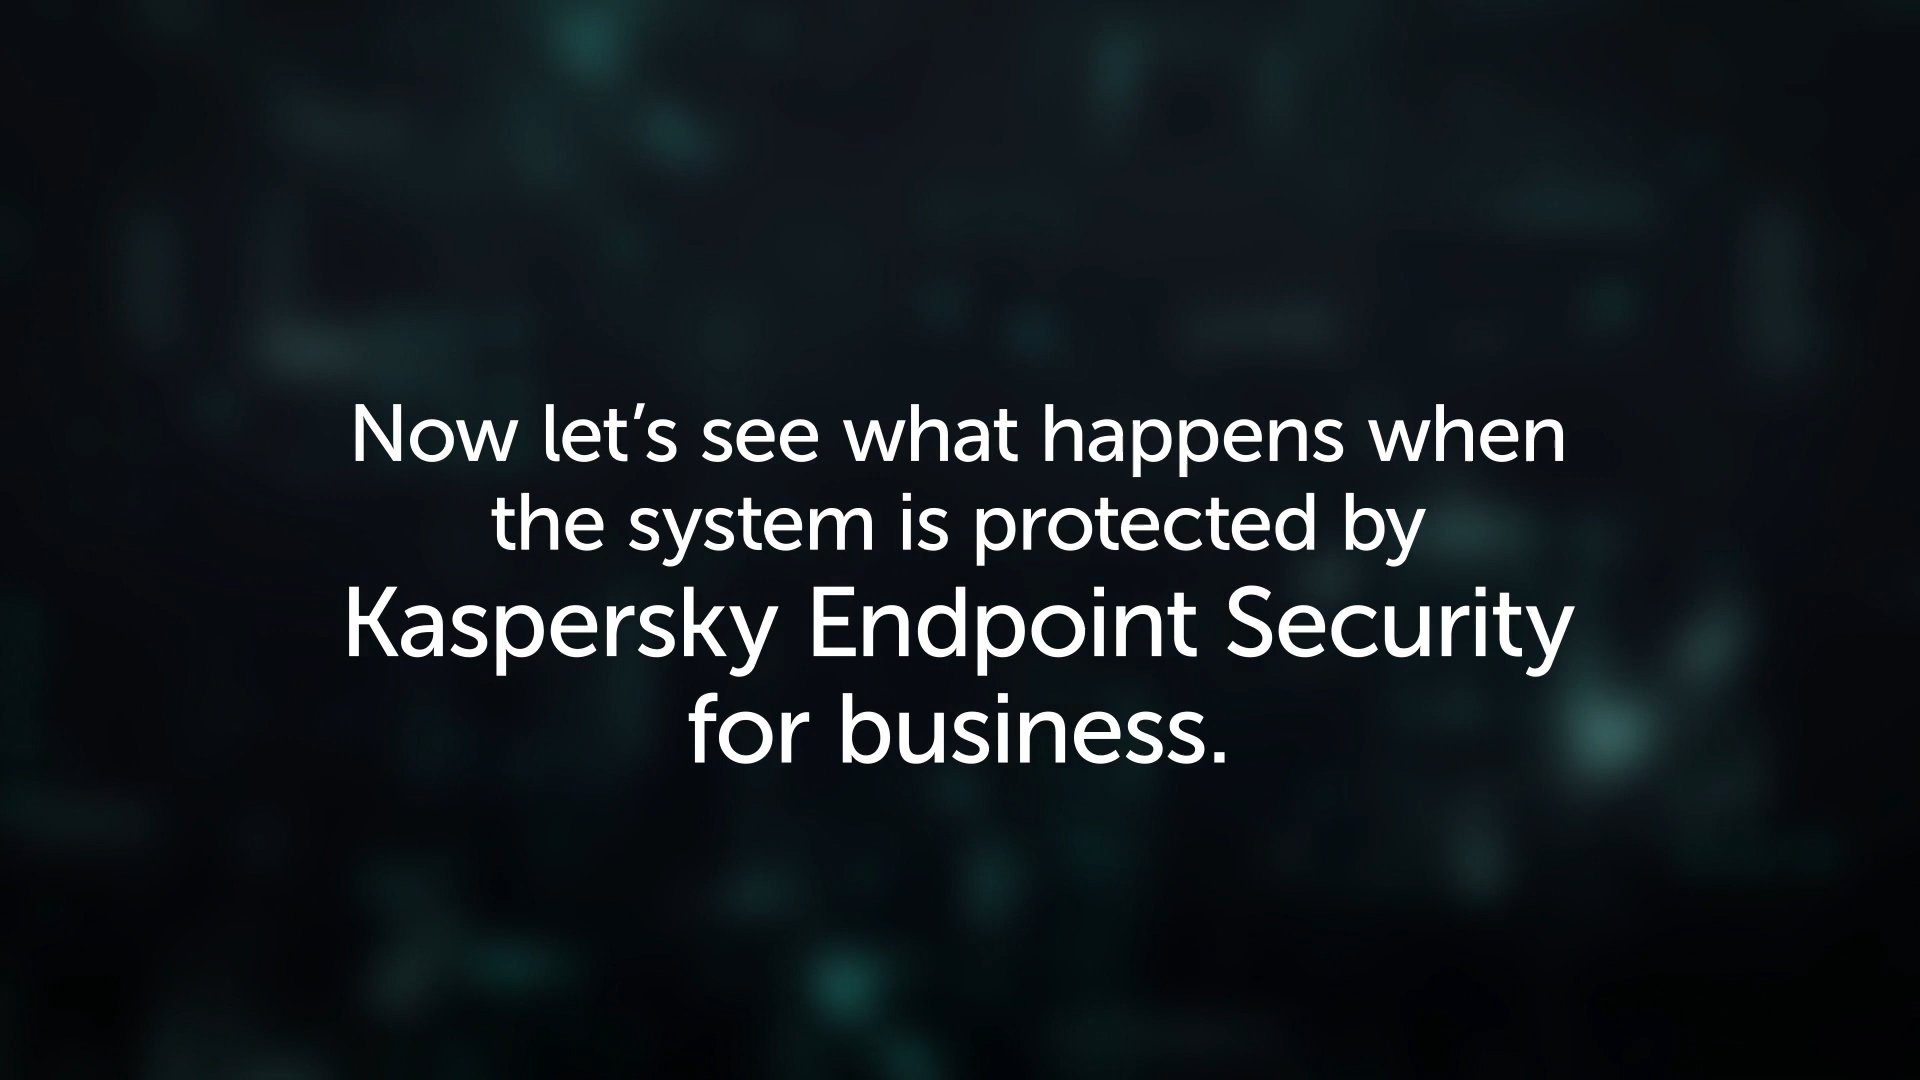 Now let’s see what happens when
the system is protected by
Kaspersky Endpoint Security
for business.